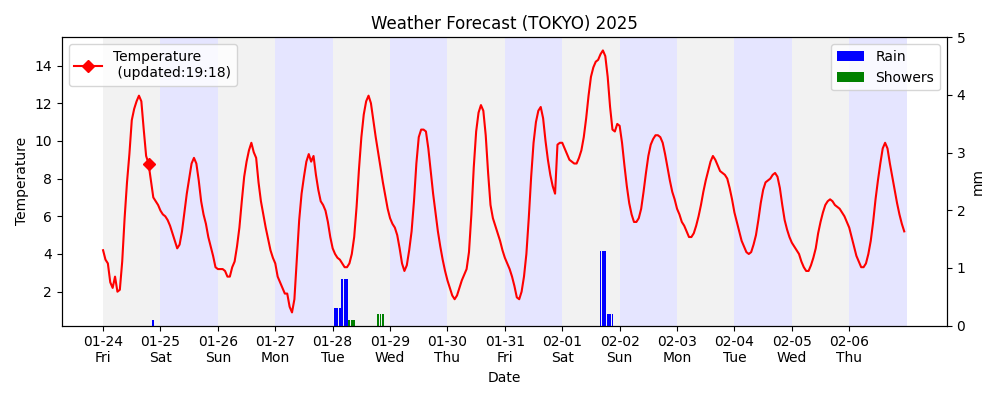 Weather Forecast (TOKYO) 2025
Temperature
(updated:19:18)
Rain
Showers
Temperature
14
12
10
8
6
4
2
5
4
3
2
1
0
mm
01-24 01-25 01-26 01-27 01-28 01-29 01-30 01-31 02-01 02-02 02-03 02-04 02-05 02-06
Fri Sat Sun Mon Tue Wed Thu Fri Sat Sun Mon Tue Wed Thu
Date